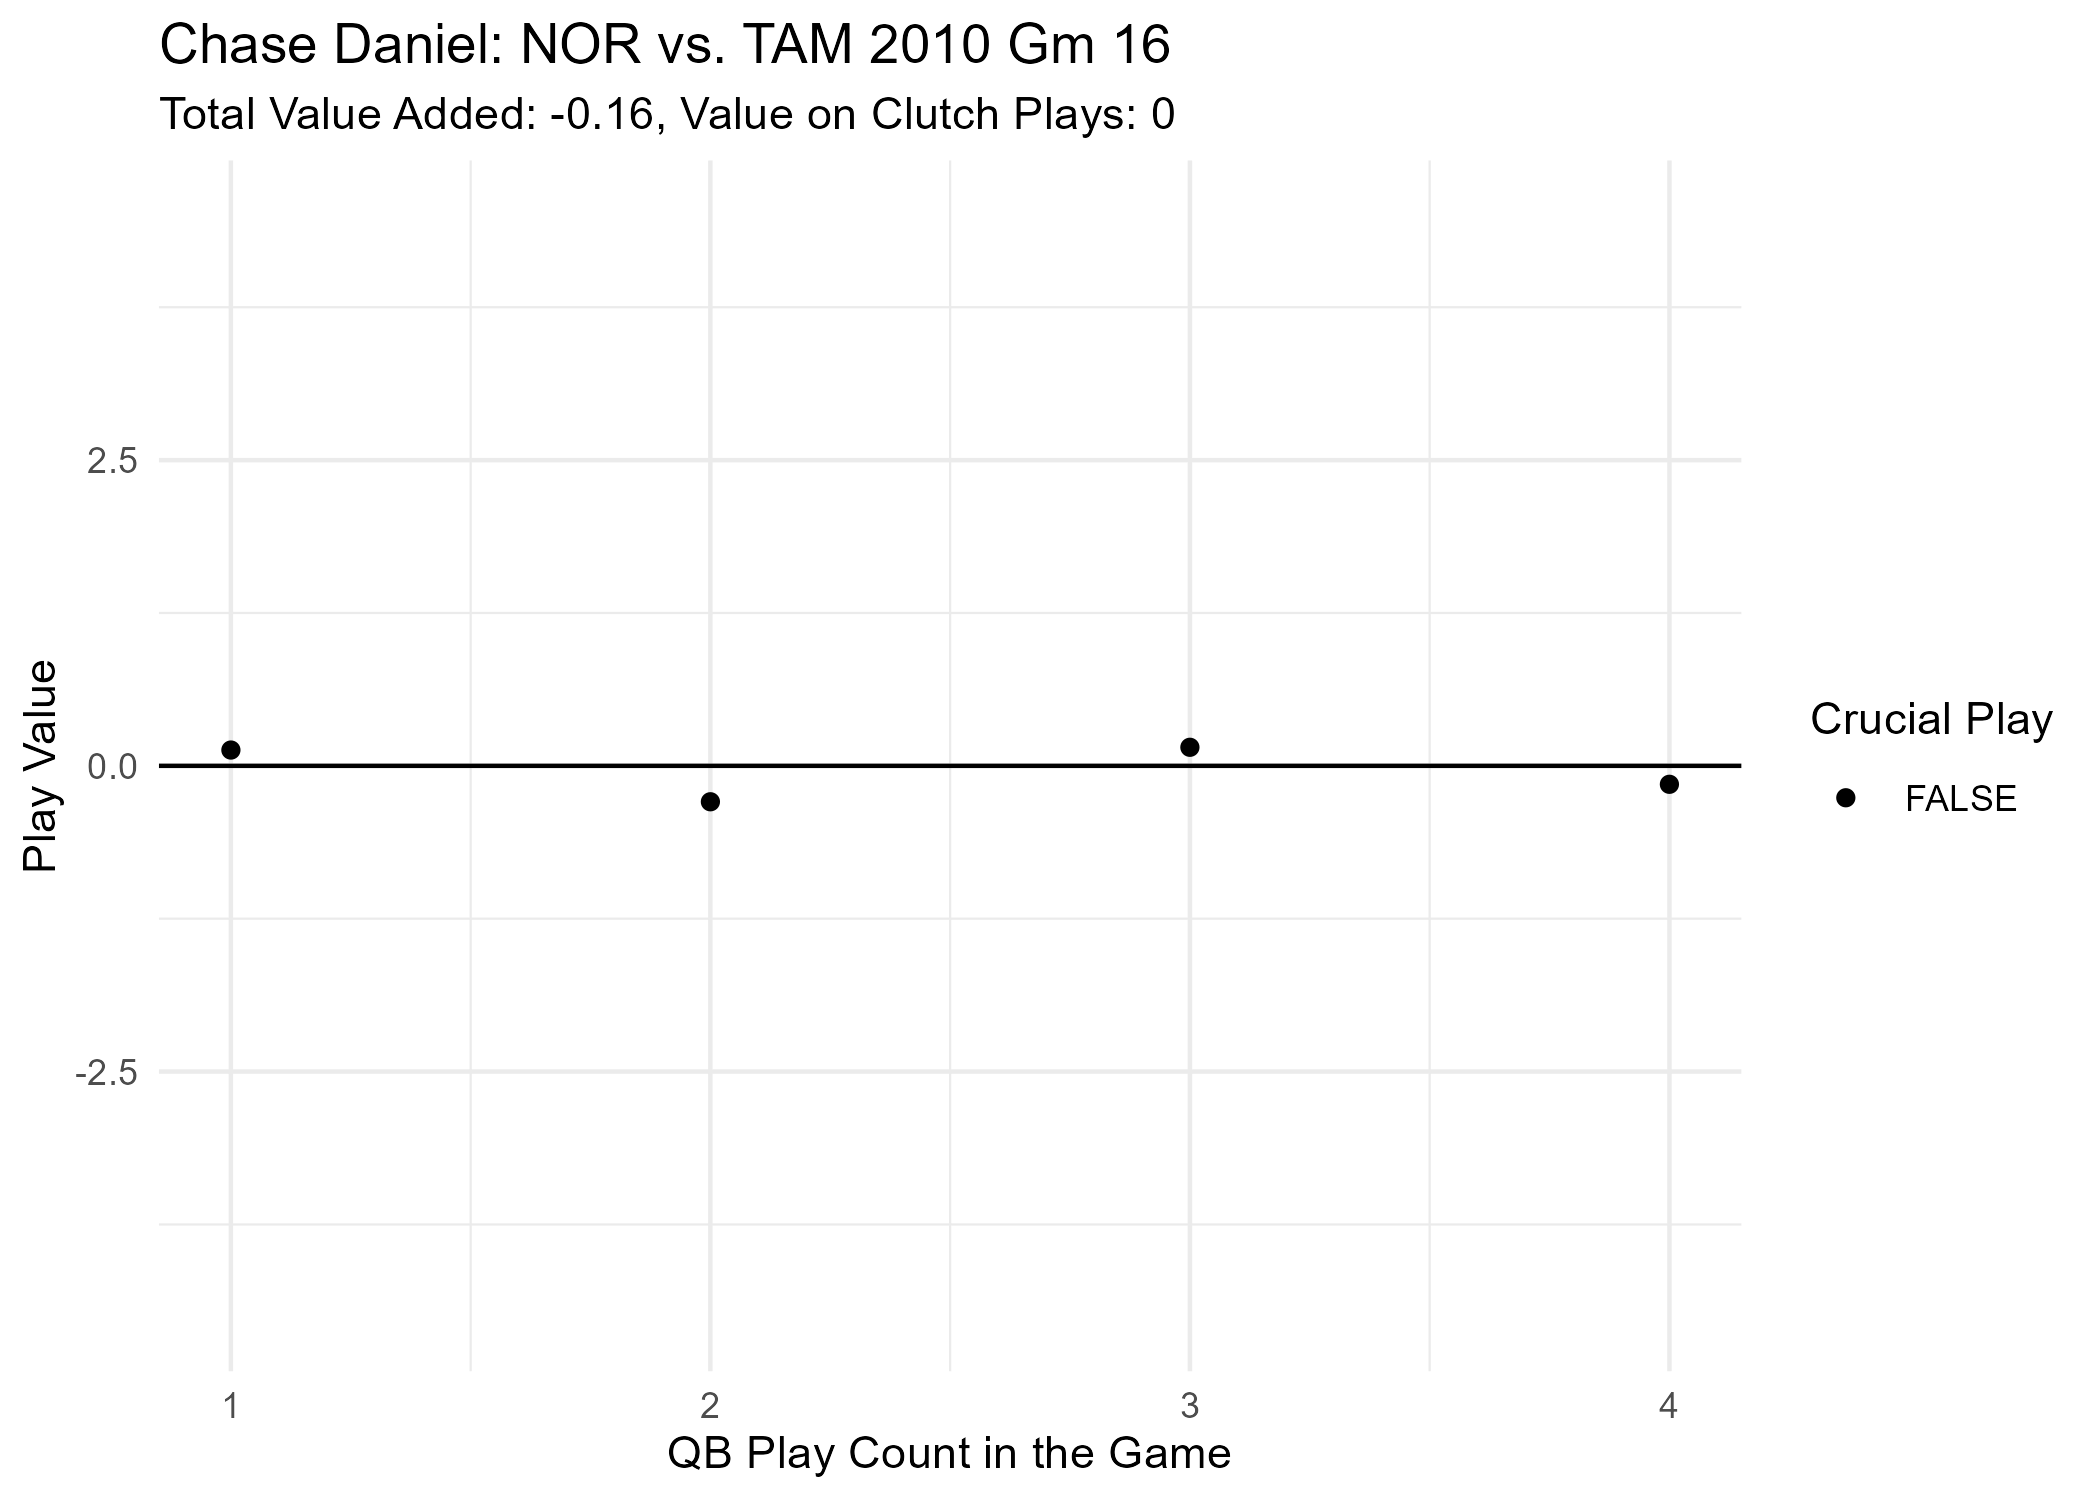 Chase Daniel: NOR vs. TAM 2010 Gm 16
Total Value Added: -0.16, Value on Clutch Plays: 0
Play Value
2.5
0.0
-2.5
1 2 3 4
QB Play Count in the Game
Crucial Play
FALSE